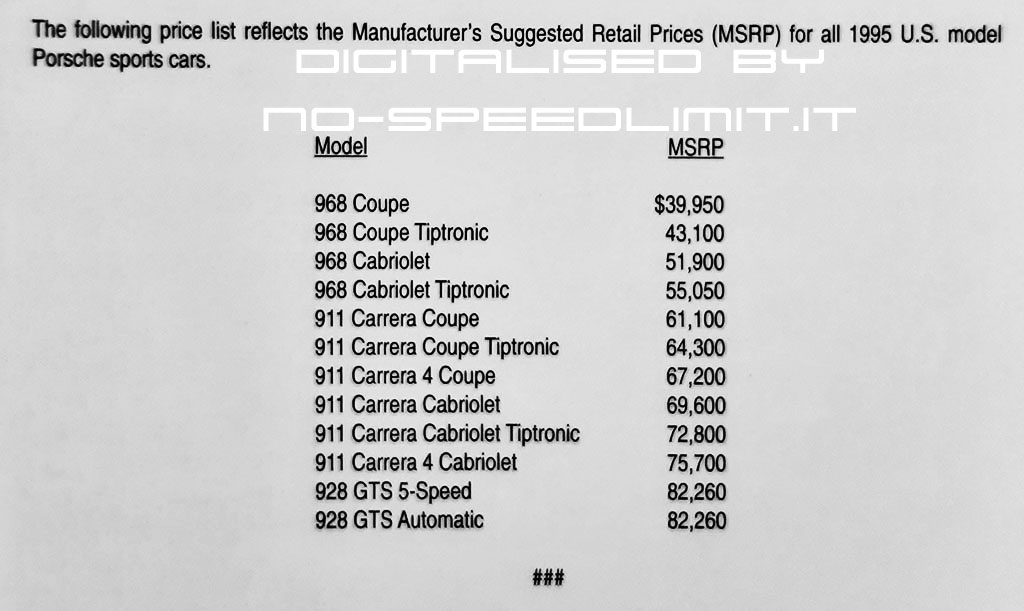 The following price list reflects the Manufacturer's Suggested Retail Prices (MSRP) for all 1995 U.S. model
Porsche sports cars.
DIGITALISED BY
NO-SPEEDLIMIT.IT
Model MSRP
968 Coupe $39,950
968 Coupe Tiptronic 43,100
968 Cabriolet 51,900
968 Cabriolet Tiptronic 55,050
911 Carrera Coupe 61,100
911 Carrera Coupe Tiptronic 64,300
911 Carrera 4 Coupe 67,200
911 Carrera Cabriolet 69,600
911 Carrera Cabriolet Tiptronic 72,800
911 Carrera 4 Cabriolet 75,700
928 GTS 5-Speed 82,260
928 GTS Automatic 82,260
###